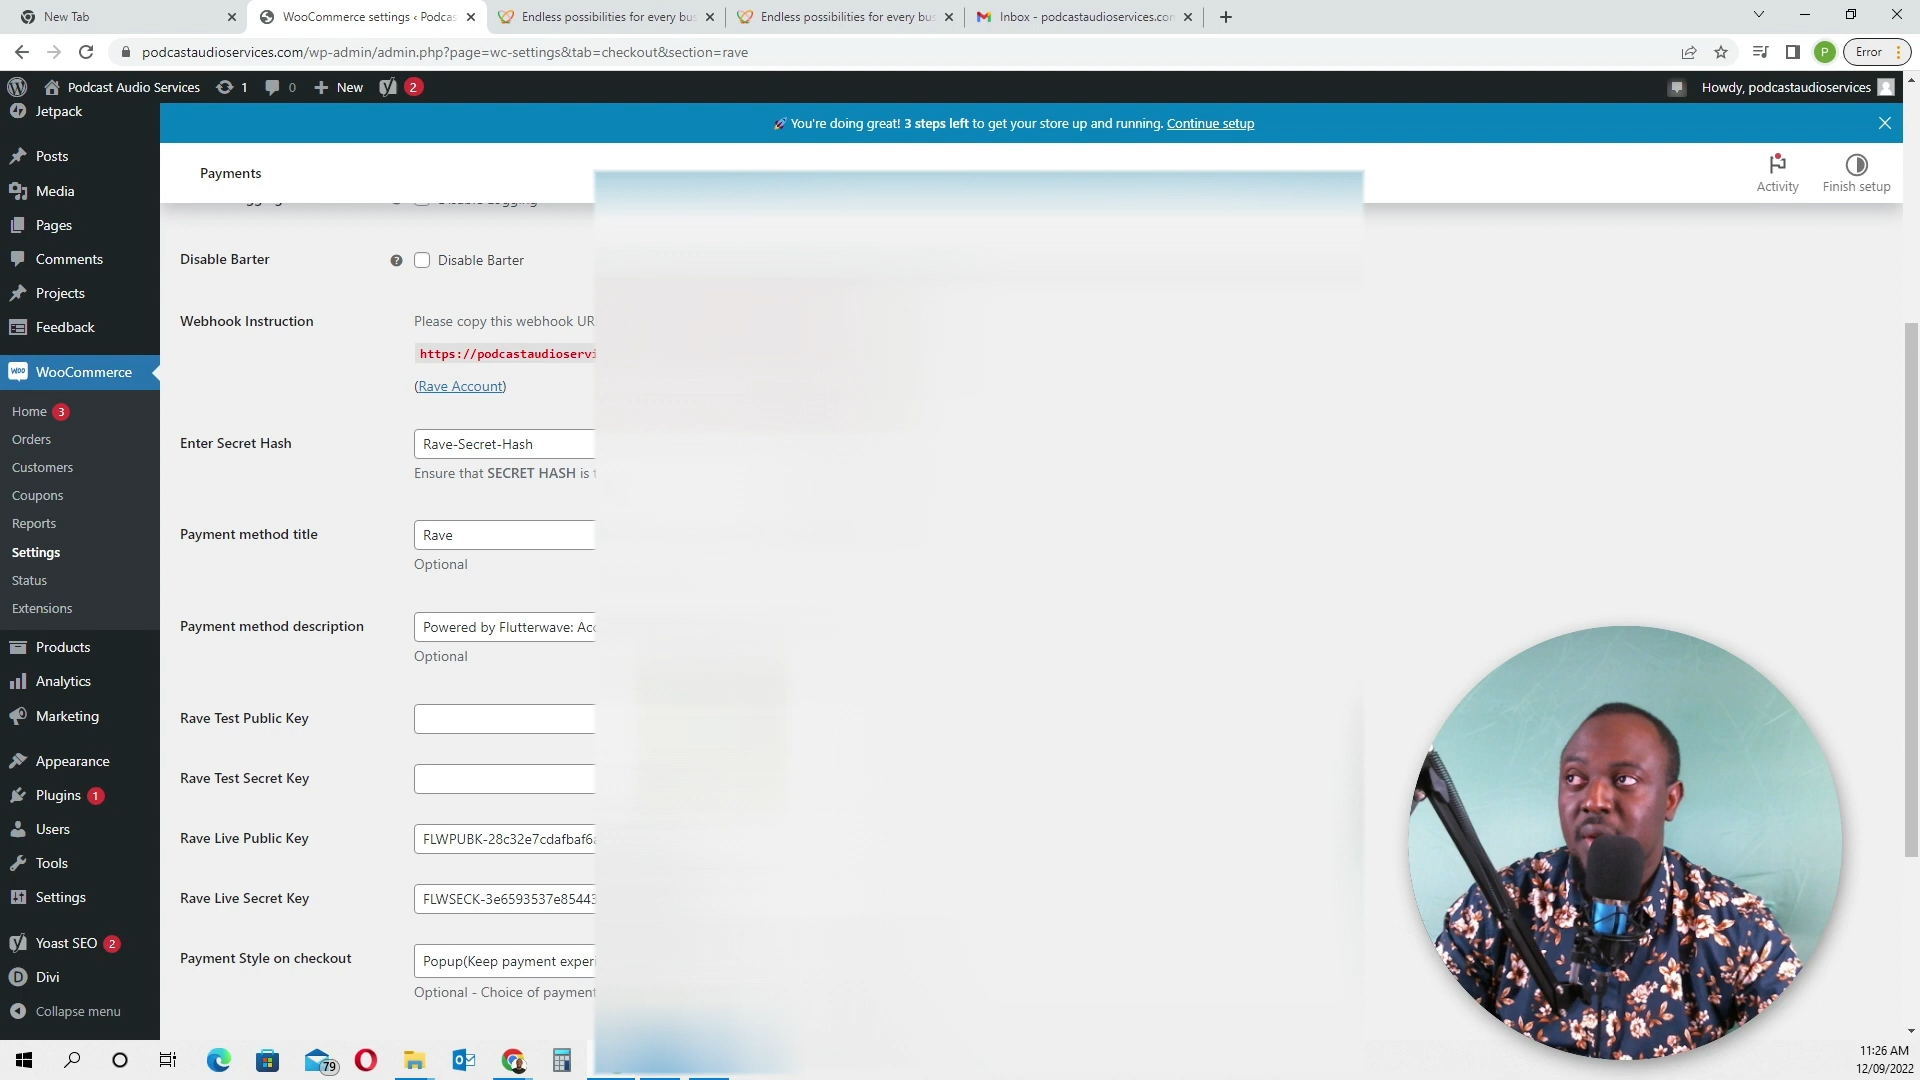 New Tab
WooCommerce settings ‹ Podcas
Endless possibilities for every bus
Endless possibilities for every bus
Inbox - podcastaudioservices.com
podcastaudioservices.com/wp-admin/admin.php?page=wc-settings&tab=checkout&section=rave
P
Error
Podcast Audio Services
1
0
New
2
Howdy, podcastaudioservices
Jetpack
🚀 You're doing great! 3 steps left to get your store up and running. Continue setup
Posts
Payments
Activity
Finish setup
Media
Pages
Comments
Disable Barter
Disable Barter
Projects
Feedback
Webhook Instruction
Please copy this webhook UR
https://podcastaudioservi
(Rave Account)
WooCommerce
Home 3
Orders
Customers
Coupons
Reports
Settings
Status
Extensions
Enter Secret Hash
Rave-Secret-Hash
Ensure that SECRET HASH is t
Payment method title
Rave
Optional
Payment method description
Powered by Flutterwave: Acc
Optional
Products
Analytics
Marketing
Rave Test Public Key
Appearance
Rave Test Secret Key
Plugins 1
Users
Rave Live Public Key
FLWPUBK-28c32e7cdafbaf6a
Tools
Settings
Rave Live Secret Key
FLWSECK-3e6593537e85443
Yoast SEO 2
Payment Style on checkout
Popup(Keep payment experi
Divi
Optional - Choice of payment
Collapse menu
79
11:26 AM
12/09/2022